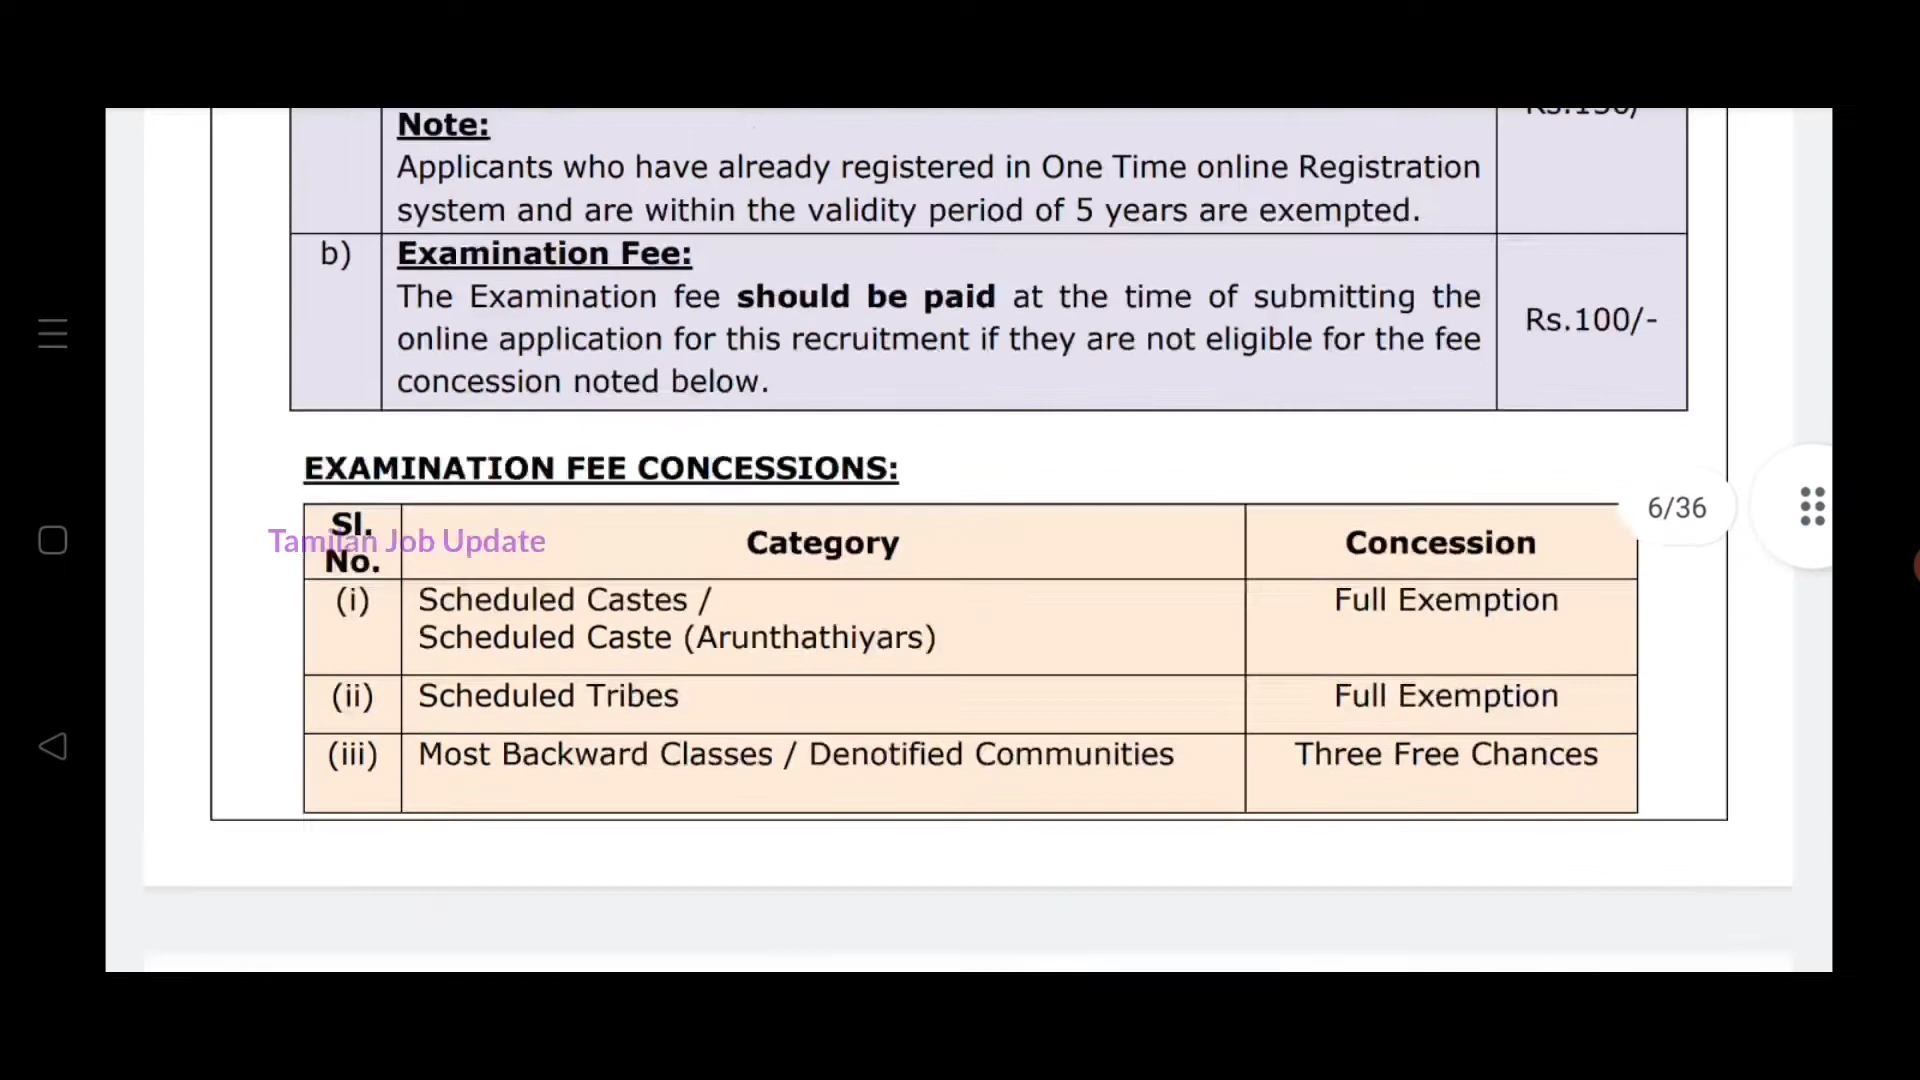 Note:
Applicants who have already registered in One Time online Registration
system and are within the validity period of 5 years are exempted.
b)
Examination Fee:
The Examination fee should be paid at the time of submitting the
online application for this recruitment if they are not eligible for the fee
concession noted below.
Rs.100/-
EXAMINATION FEE CONCESSIONS:
Sl. No.
Category
Concession
Tamilan Job Update
6/36
(i)
Scheduled Castes /
Scheduled Caste (Arunthathiyars)
Full Exemption
(ii)
Scheduled Tribes
Full Exemption
(iii)
Most Backward Classes / Denotified Communities
Three Free Chances